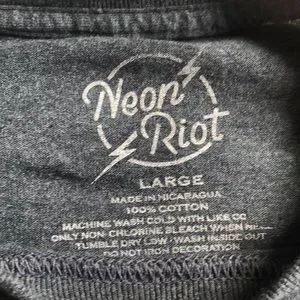 Neon
Riot
LARGE
MADE IN NICARAGUA
100% COTTON
MACHINE WASH COLD WITH LIKE CO
ONLY NON-CHLORINE BLEACH WHEN
TUMBLE DRY LOW / WASH INSIDE OUT
DO NOT IRON DECORATION